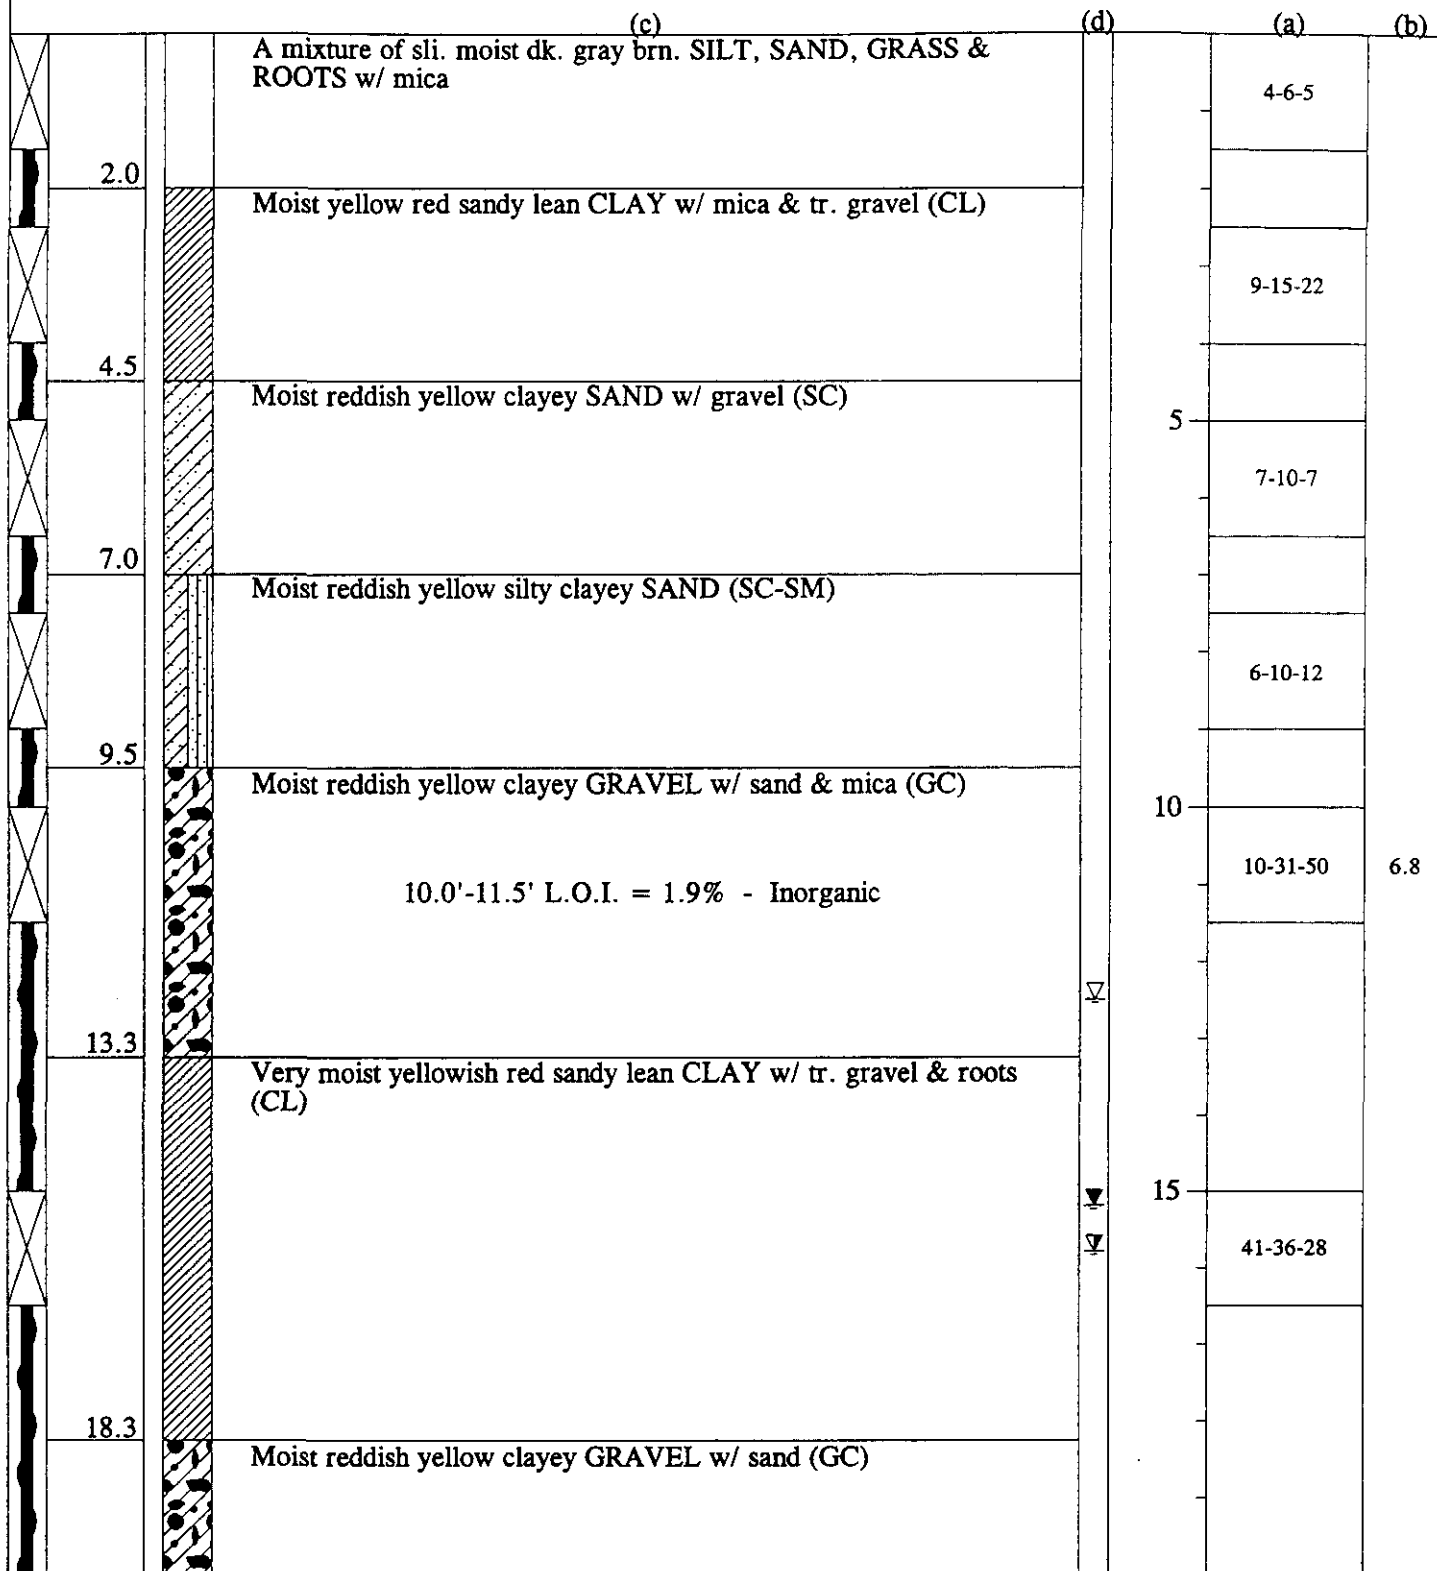 (c) (d) (a) (b)
A mixture of sli. moist dk. gray brn. SILT, SAND, GRASS &
ROOTS w/ mica
4-6-5
2.0
Moist yellow red sandy lean CLAY w/ mica & tr. gravel (CL)
9-15-22
4.5
Moist reddish yellow clayey SAND w/ gravel (SC)
5
7-10-7
7.0
Moist reddish yellow silty clayey SAND (SC-SM)
6-10-12
9.5
Moist reddish yellow clayey GRAVEL w/ sand & mica (GC)
10
10-31-50 6.8
10.0'-11.5' L.O.I. = 1.9% - Inorganic
13.3
Very moist yellowish red sandy lean CLAY w/ tr. gravel & roots
(CL)
15
41-36-28
18.3
Moist reddish yellow clayey GRAVEL w/ sand (GC)